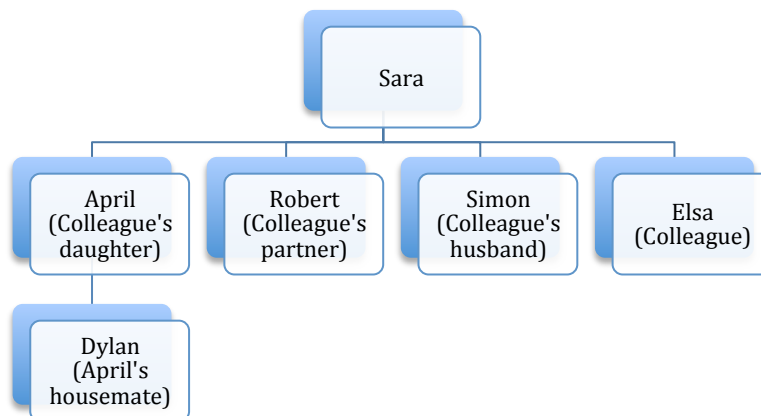 Sara
April
(Colleague's
daughter)
Robert
(Colleague's
partner)
Simon
(Colleague's
husband)
Elsa
(Colleague)
Dylan
(April's
housemate)